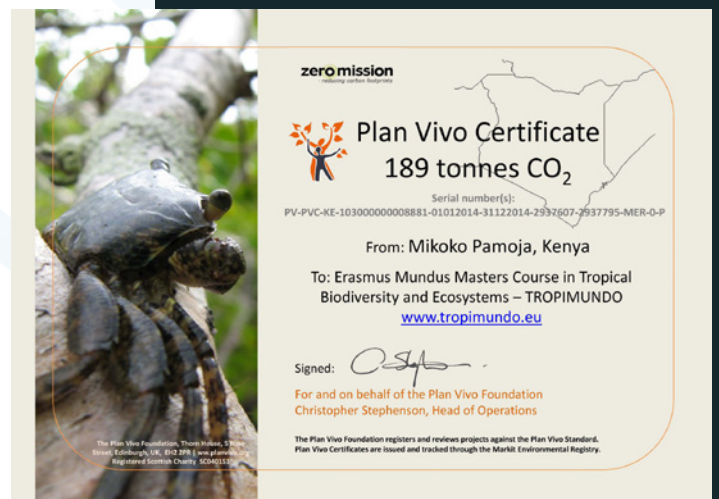 zeromission
reducing carbon footprints
Plan Vivo Certificate
189 tonnes CO₂
Serial number(s):
PV-PVC-KE-103000000008881-01012014-31122014-2937607-2937795-MER-0-P
From: Mikoko Pamoja, Kenya
To: Erasmus Mundus Masters Course in Tropical
Biodiversity and Ecosystems – TROPIMUNDO
www.tropimundo.eu
Signed:
For and on behalf of the Plan Vivo Foundation
Christopher Stephenson, Head of Operations
The Plan Vivo Foundation, Thorn House, 5 Rose
Street, Edinburgh, UK, EH2 2PR |
Registered Scottish Charity
The Plan Vivo Foundation registers and reviews projects against the Plan Vivo Standard.
Plan Vivo Certificates are issued and tracked through the Markit Environmental Registry.